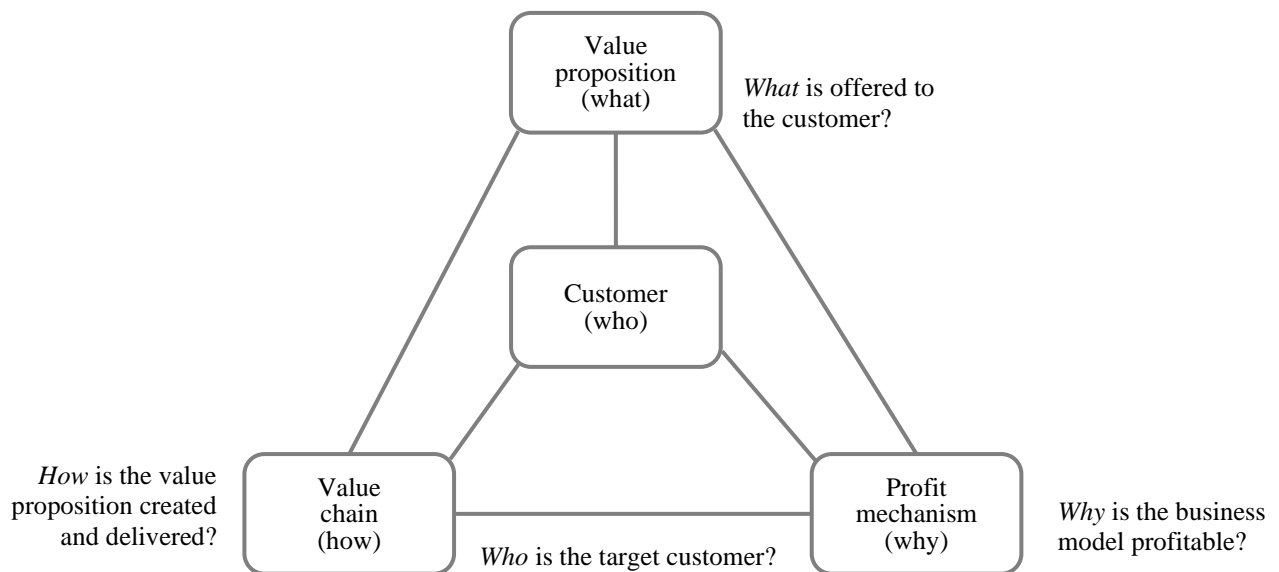 Value
proposition
(what)
What is offered to
the customer?
Customer
(who)
How is the value
proposition created
and delivered?
Value
chain
(how)
Who is the target customer?
Profit
mechanism
(why)
Why is the business
model profitable?